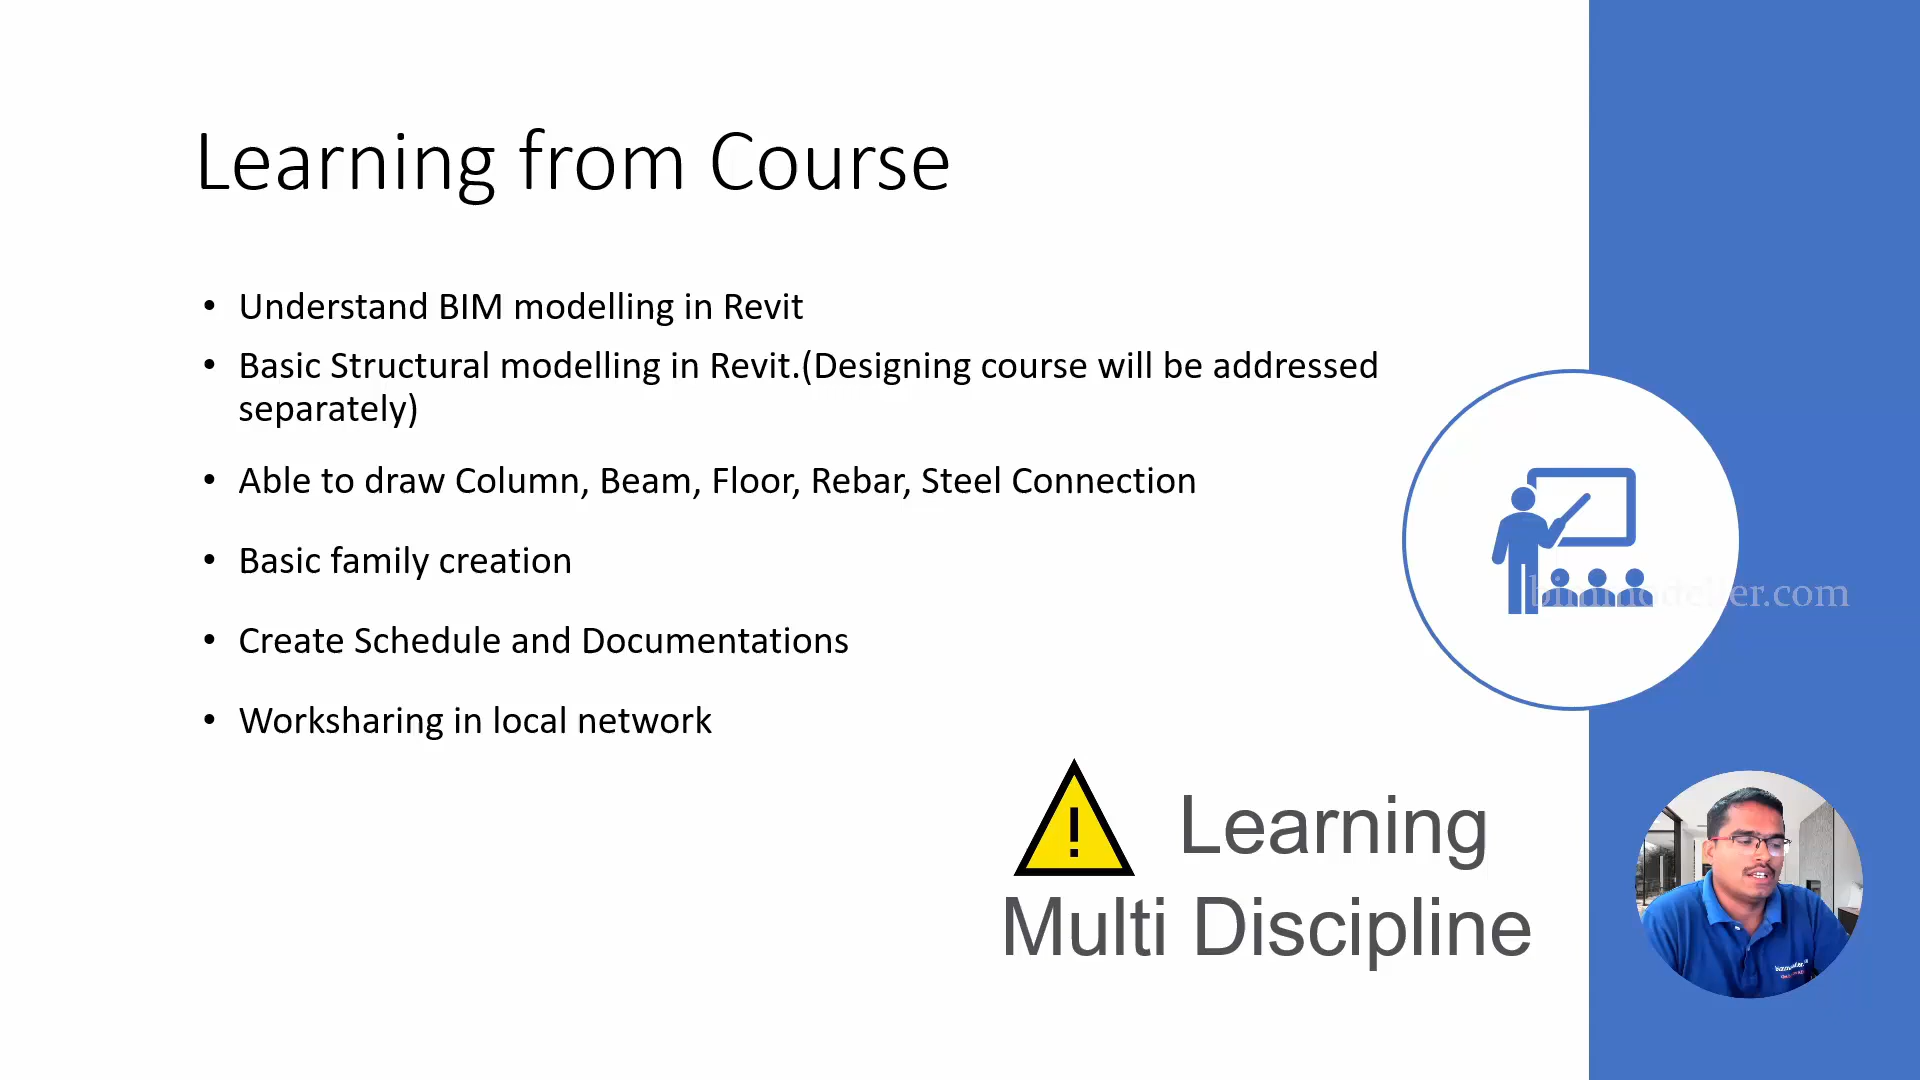 Learning from Course
• Understand BIM modelling in Revit
• Basic Structural modelling in Revit.(Designing course will be addressed
separately)
• Able to draw Column, Beam, Floor, Rebar, Steel Connection
• Basic family creation
• Create Schedule and Documentations
• Worksharing in local network
Learning
Multi Discipline